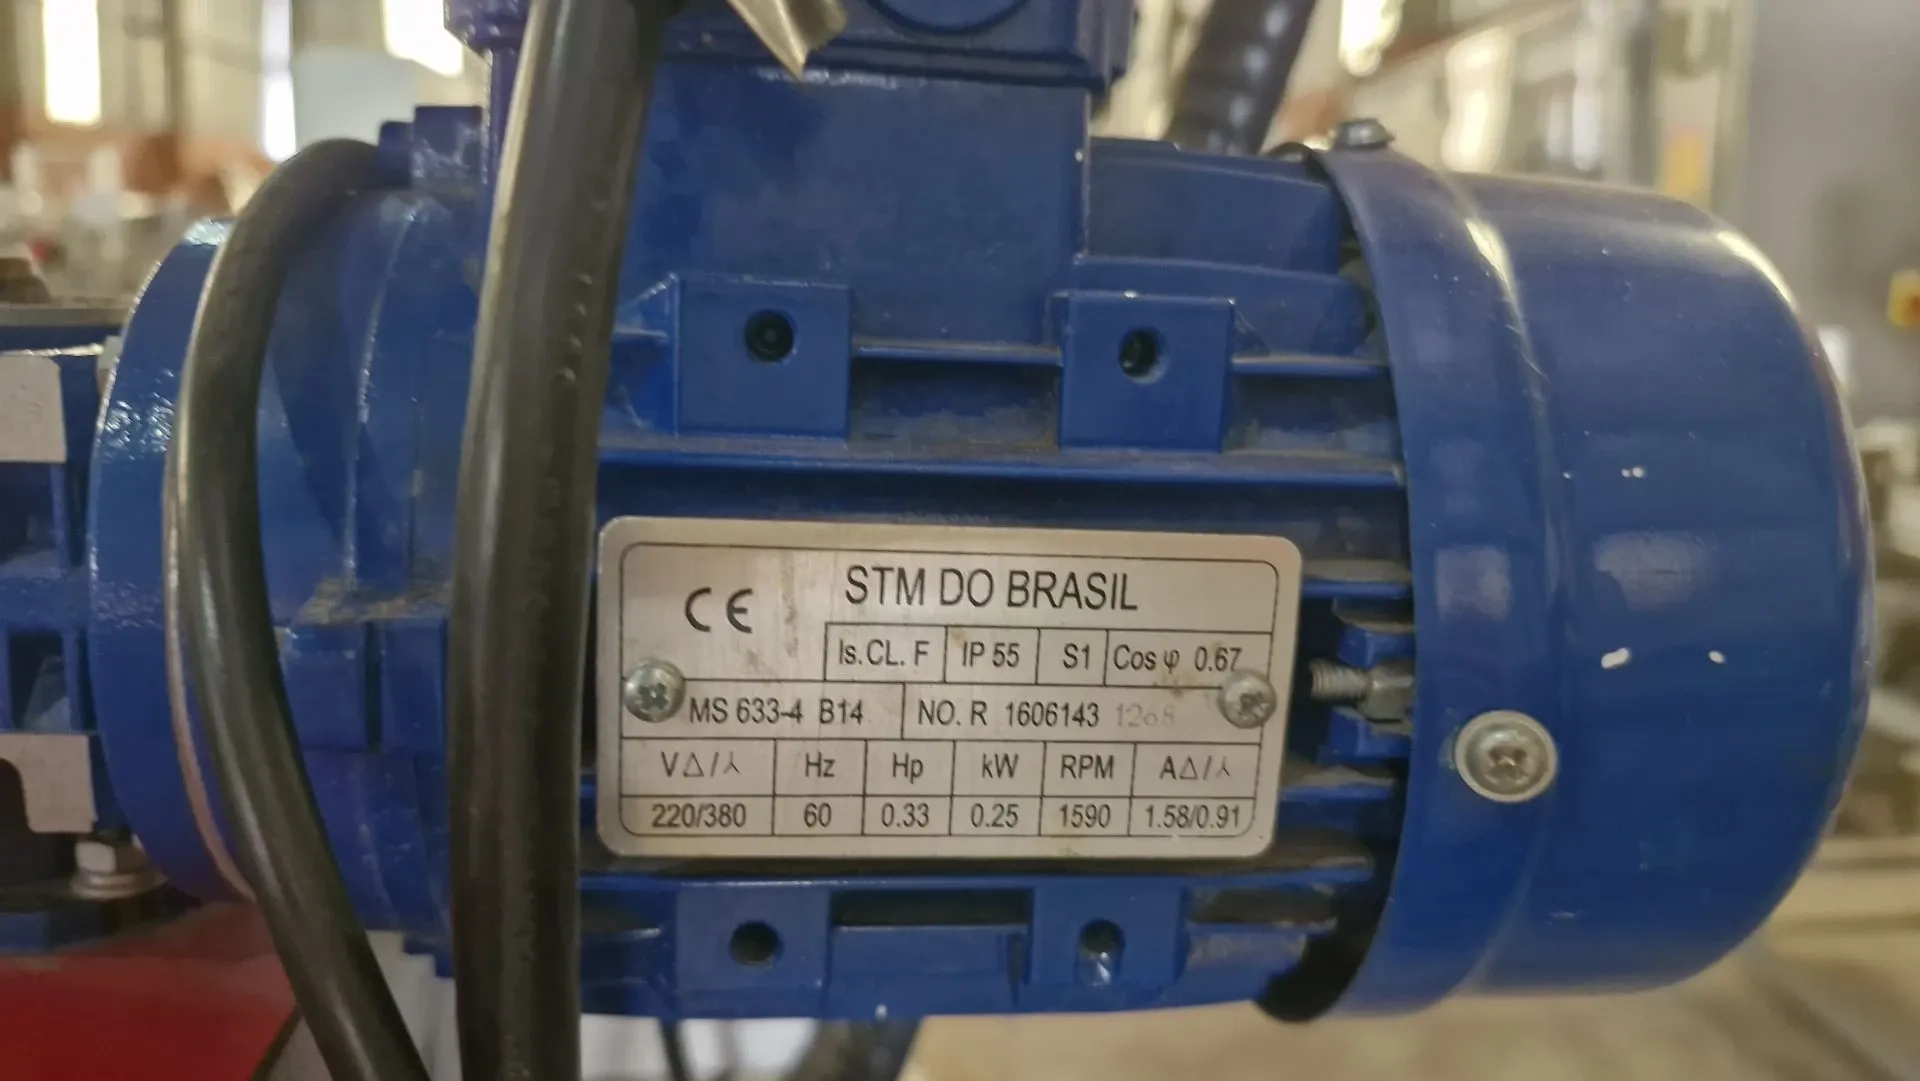 CE STM DO BRASIL
Is.CL. F IP 55 S1 Cos φ 0.67
MS 633-4 B14 NO. R 1606143 1268
V△/⅄ Hz Hp kW RPM A△/⅄
220/380 60 0.33 0.25 1590 1.58/0.91